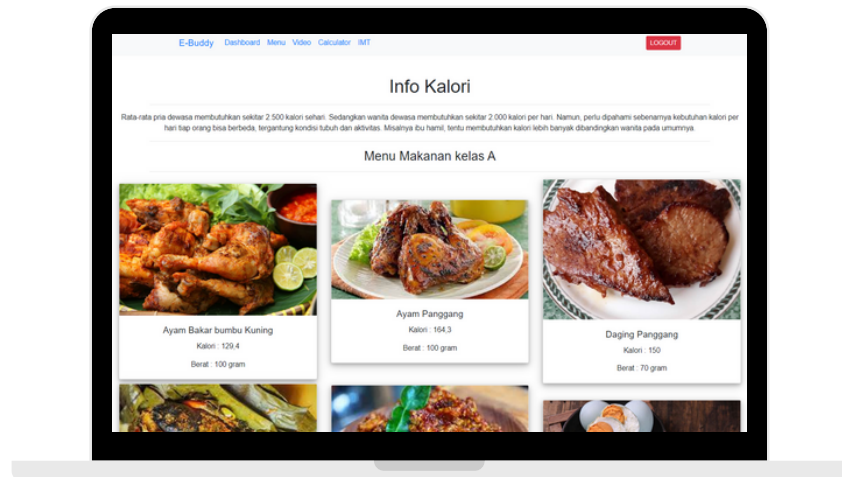 E-Buddy Dashboard Menu Video Calculator IMT LOGOUT
Info Kalori
Rata-rata pria dewasa membutuhkan sekitar 2.500 kalori sehari. Sedangkan wanita dewasa membutuhkan sekitar 2.000 kalori per hari. Namun, perlu dipahami sebenarnya kebutuhan kalori per
hari tiap orang bisa berbeda, tergantung kondisi tubuh dan aktivitas. Misalnya ibu hamil, tentu membutuhkan kalori lebih banyak dibandingkan wanita pada umumnya.
Menu Makanan kelas A
Ayam Bakar bumbu Kuning
Kalori : 129,4
Berat : 100 gram
Ayam Panggang
Kalori : 164,3
Berat : 100 gram
Daging Panggang
Kalori : 150
Berat : 70 gram